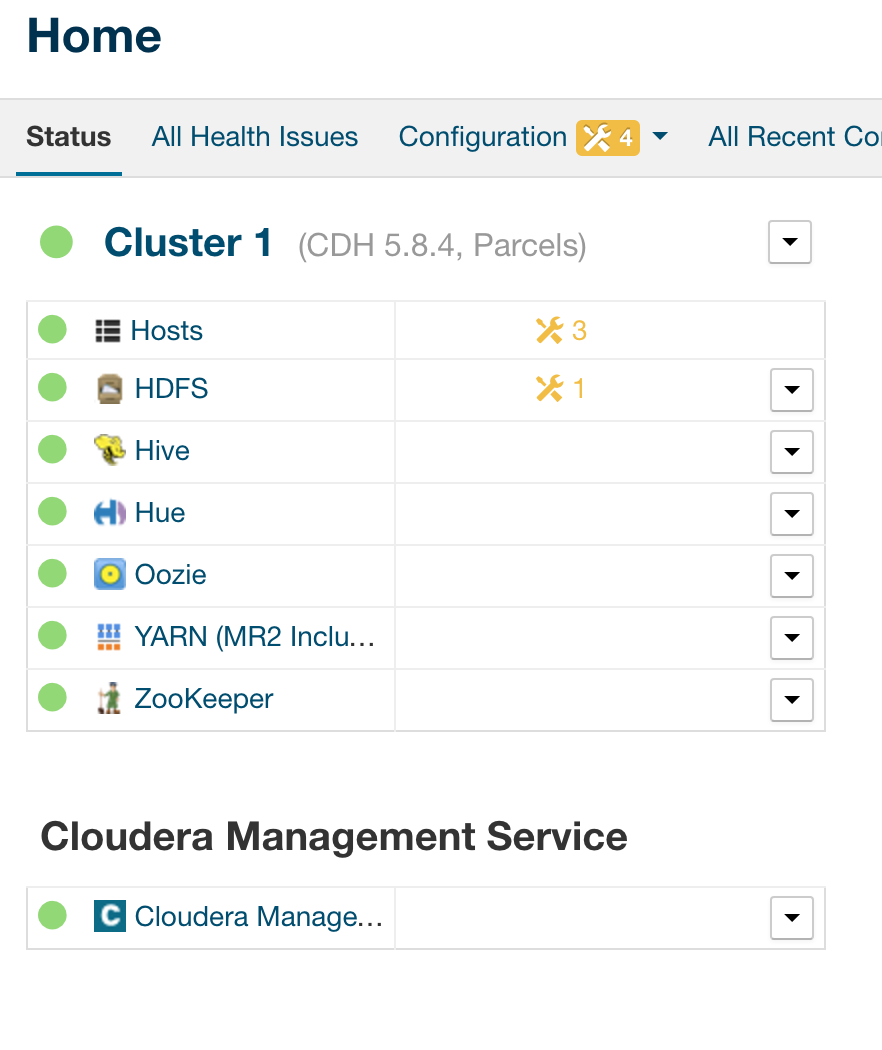 Home
Status All Health Issues Configuration 4 All Recent Co
Cluster 1 (CDH 5.8.4, Parcels)
Hosts 3
HDFS 1
Hive
Hue
Oozie
YARN (MR2 Inclu...
ZooKeeper
Cloudera Management Service
C Cloudera Manage...